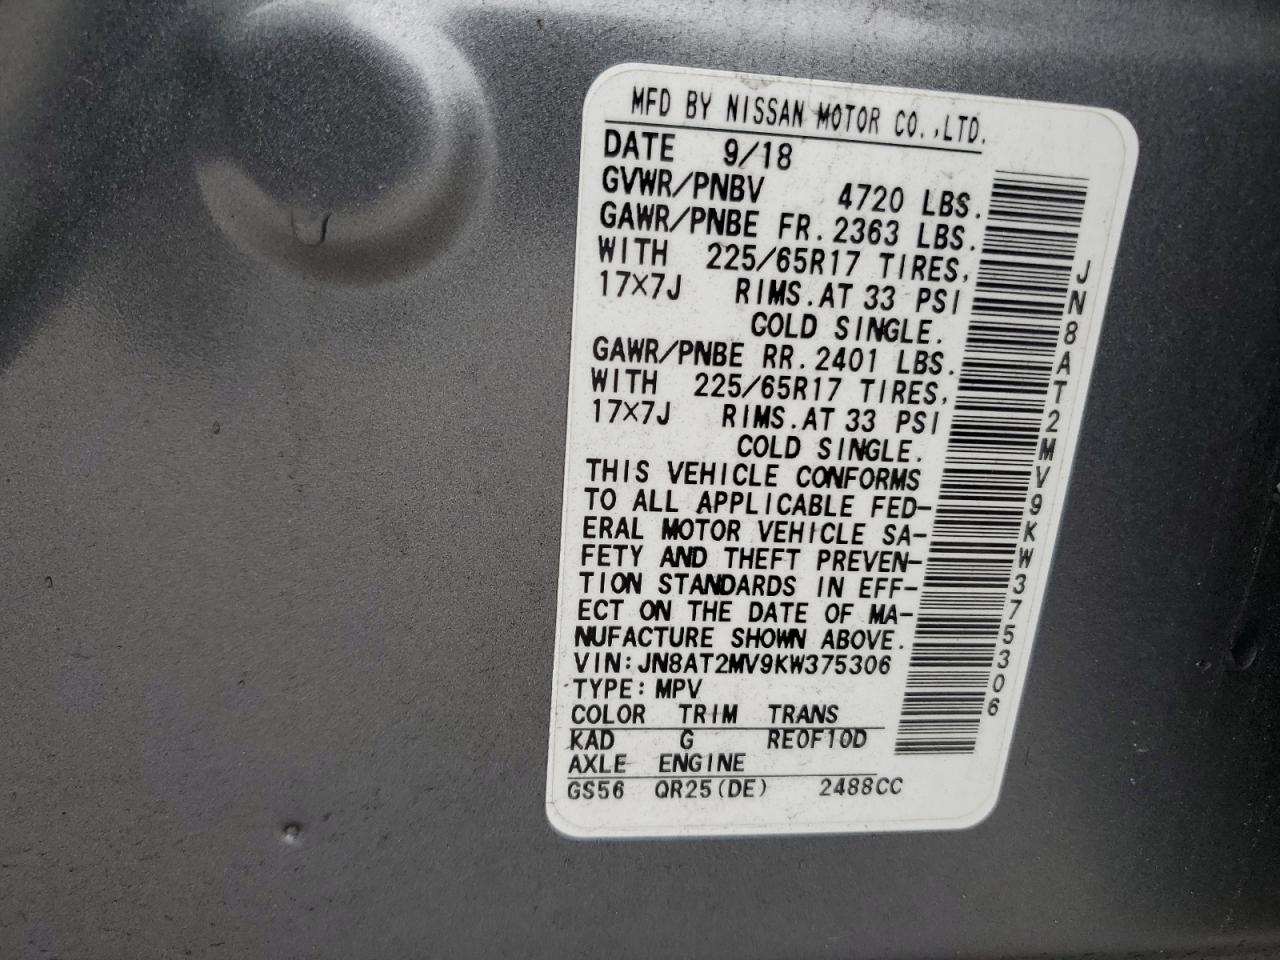 MFD BY NISSAN MOTOR CO.,LTD.
DATE 9/18
GVWR/PNBV 4720 LBS.
GAWR/PNBE FR.2363 LBS.
WITH 225/65R17 TIRES,
17×7J RIMS.AT 33 PSI
COLD SINGLE.
GAWR/PNBE RR.2401 LBS.
WITH 225/65R17 TIRES,
17×7J RIMS.AT 33 PSI
COLD SINGLE.
THIS VEHICLE CONFORMS
TO ALL APPLICABLE FED-
ERAL MOTOR VEHICLE SA-
FETY AND THEFT PREVEN-
TION STANDARDS IN EFF-
ECT ON THE DATE OF MA-
NUFACTURE SHOWN ABOVE.
VIN:JN8AT2MV9KW375306
TYPE:MPV
COLOR TRIM TRANS
KAD G RE0F10D
AXLE ENGINE
GS56 QR25(DE) 2488CC
JN8AT2MV9KW375306